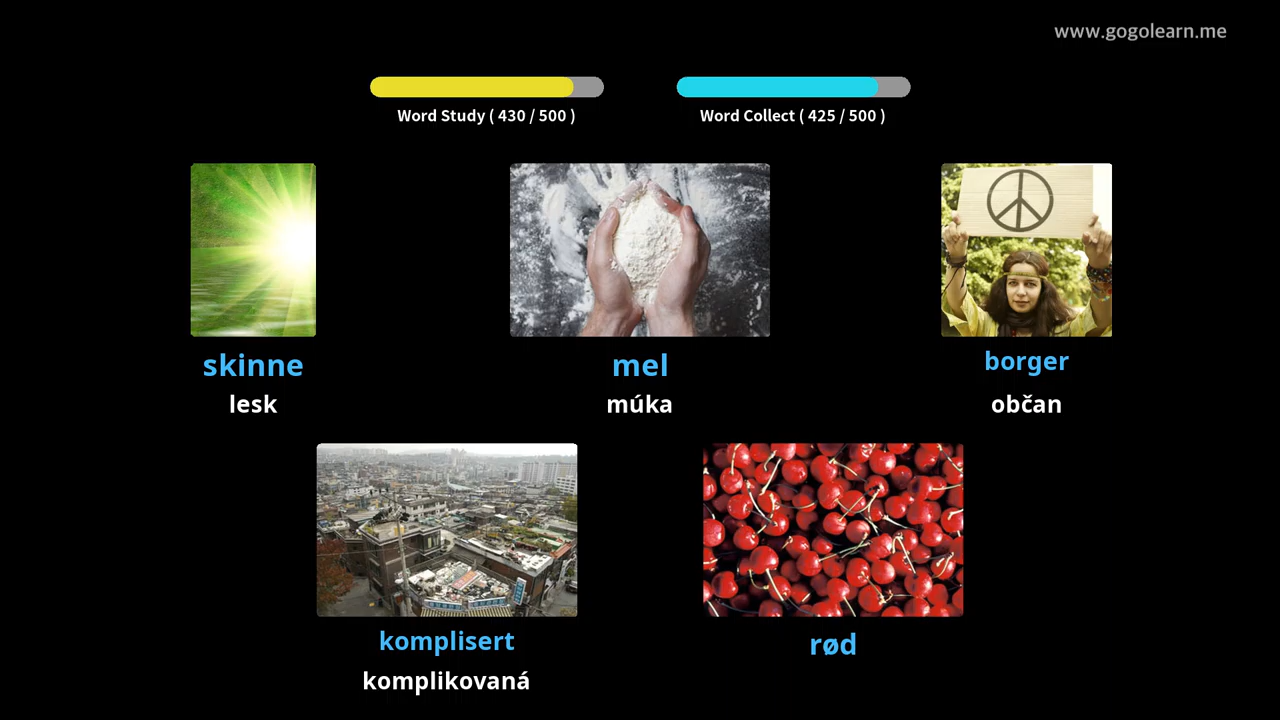 www.gogolearn.me
Word Study ( 430 / 500 )
Word Collect ( 425 / 500 )
skinne
lesk
mel
múka
borger
občan
komplisert
komplikovaná
rød